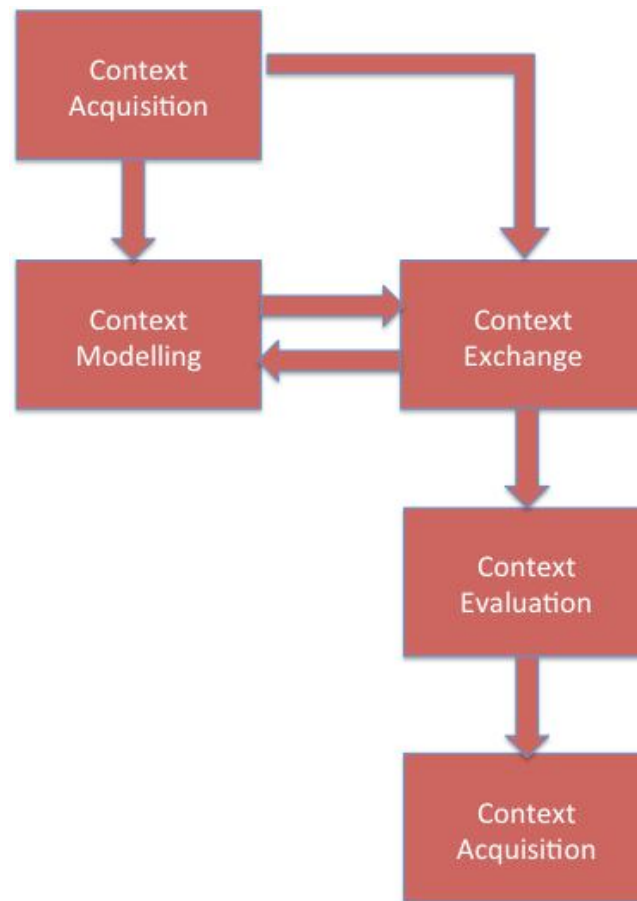 Context
Acquisition
Context
Modelling
Context
Exchange
Context
Evaluation
Context
Acquisition